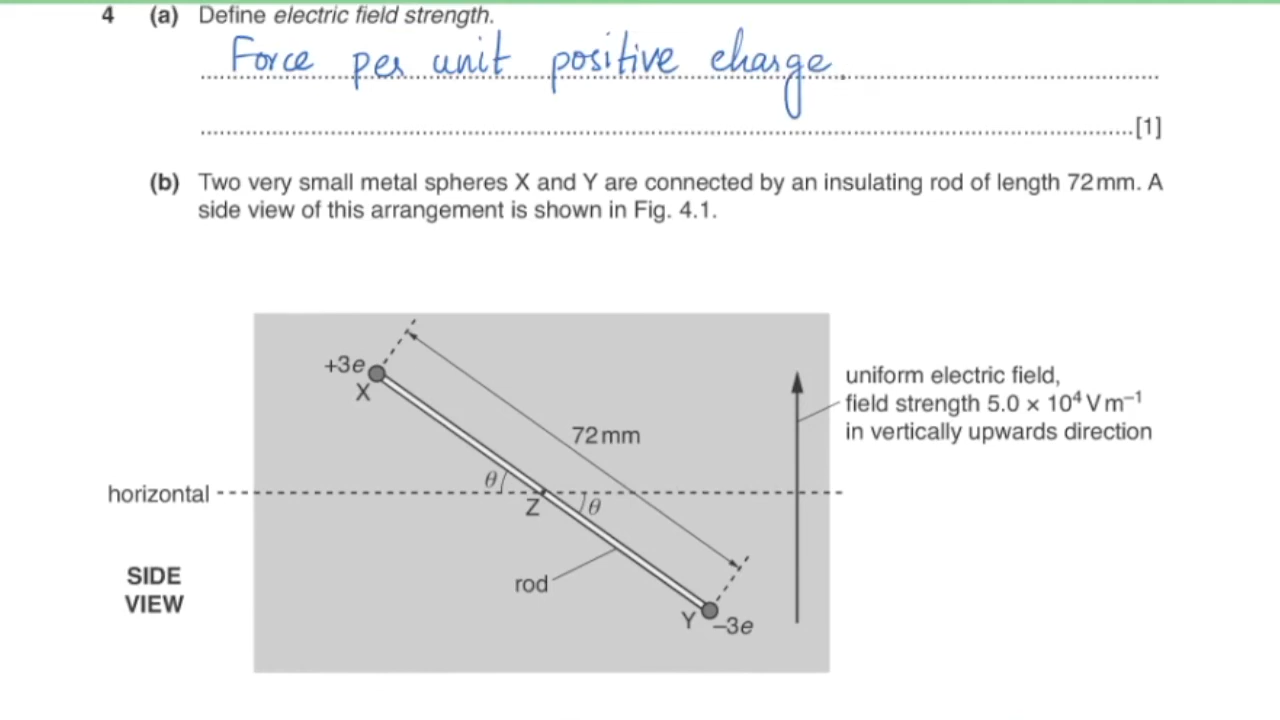 4 (a) Define electric field strength.
Force per unit positive charge.
[1]
(b) Two very small metal spheres X and Y are connected by an insulating rod of length 72 mm. A
side view of this arrangement is shown in Fig. 4.1.
+3e
X
72 mm
uniform electric field,
field strength 5.0 × 10⁴ V m⁻¹
in vertically upwards direction
θ
horizontal
Z
θ
SIDE
VIEW
rod
Y
–3e